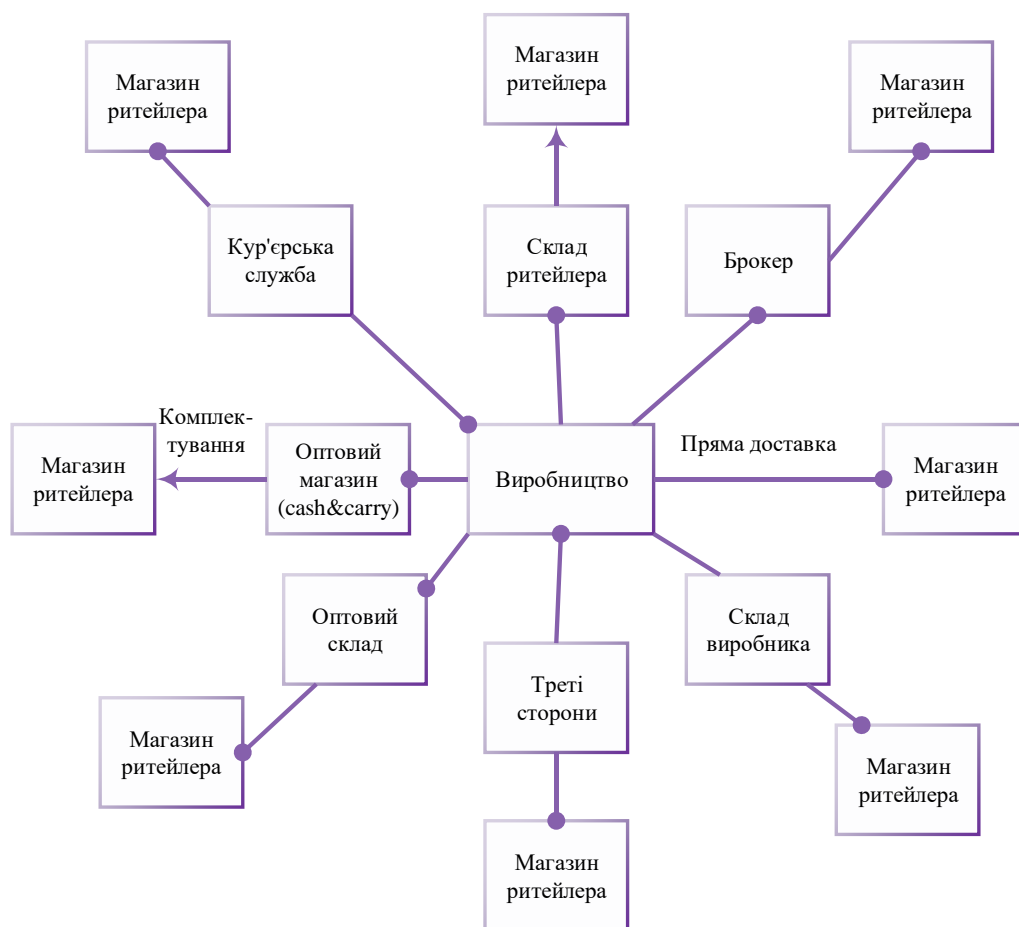 Магазин
ритейлера
Магазин
ритейлера
Магазин
ритейлера
Кур'єрська
служба
Склад
ритейлера
Брокер
Комплек-
тування
Пряма доставка
Магазин
ритейлера
Оптовий
магазин
(cash&carry)
Виробництво
Магазин
ритейлера
Оптовий
склад
Склад
виробника
Треті
сторони
Магазин
ритейлера
Магазин
ритейлера
Магазин
ритейлера